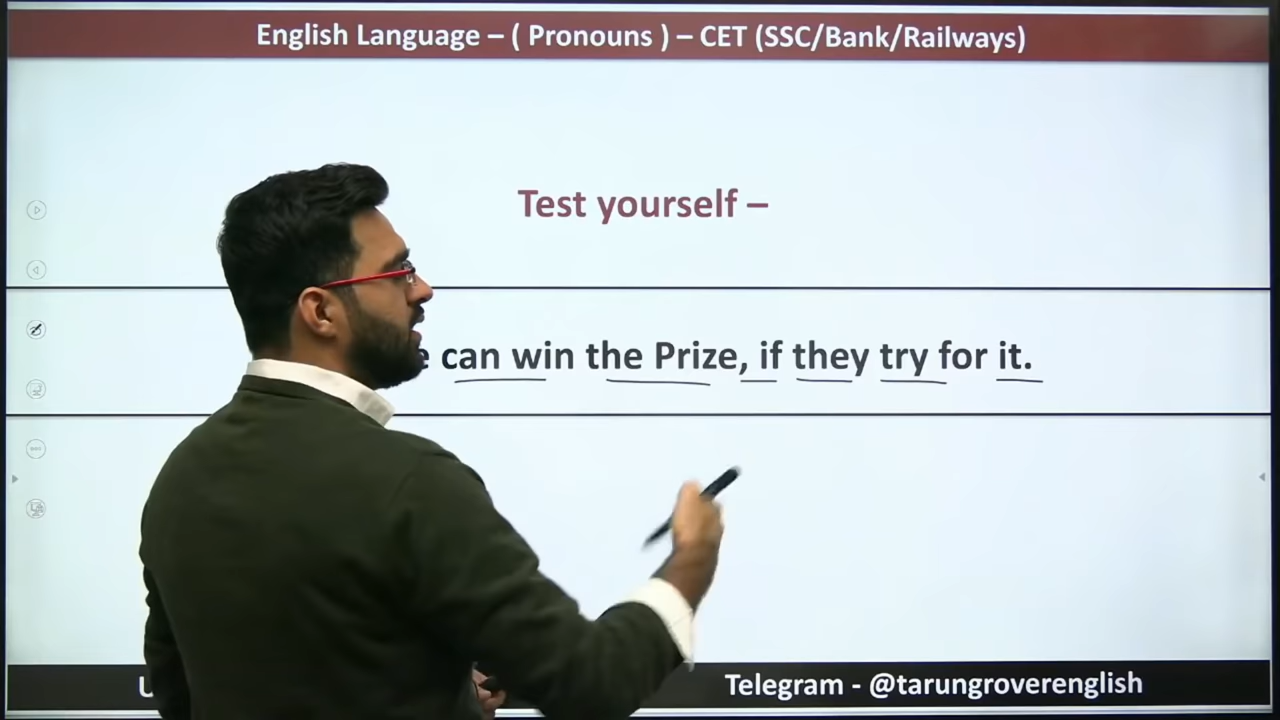 English Language – ( Pronouns ) – CET (SSC/Bank/Railways)
Test yourself –
can win the Prize, if they try for it.
Telegram - @tarungroverenglish